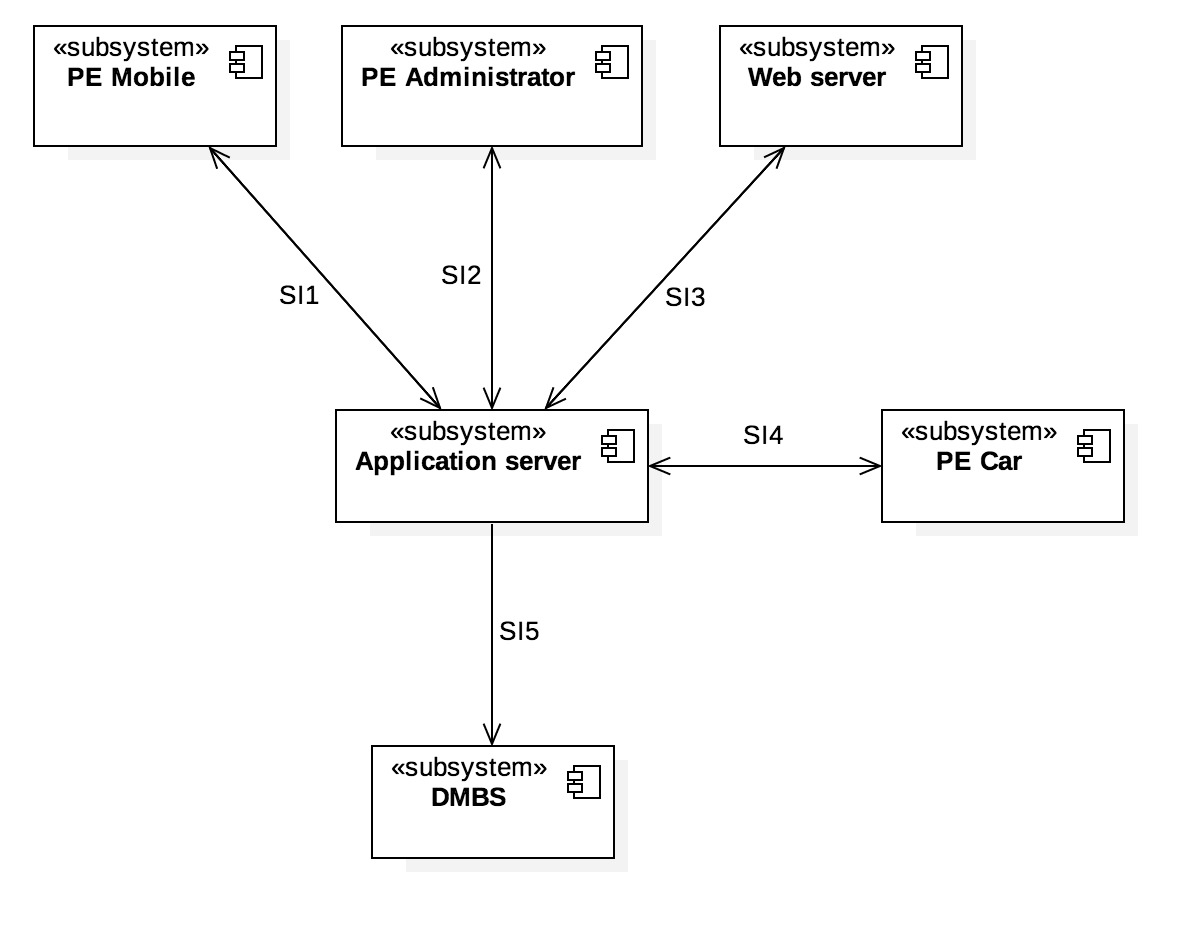 «subsystem»
PE Mobile
«subsystem»
PE Administrator
«subsystem»
Web server
SI1
SI2
SI3
«subsystem»
Application server
SI4
«subsystem»
PE Car
SI5
«subsystem»
DMBS